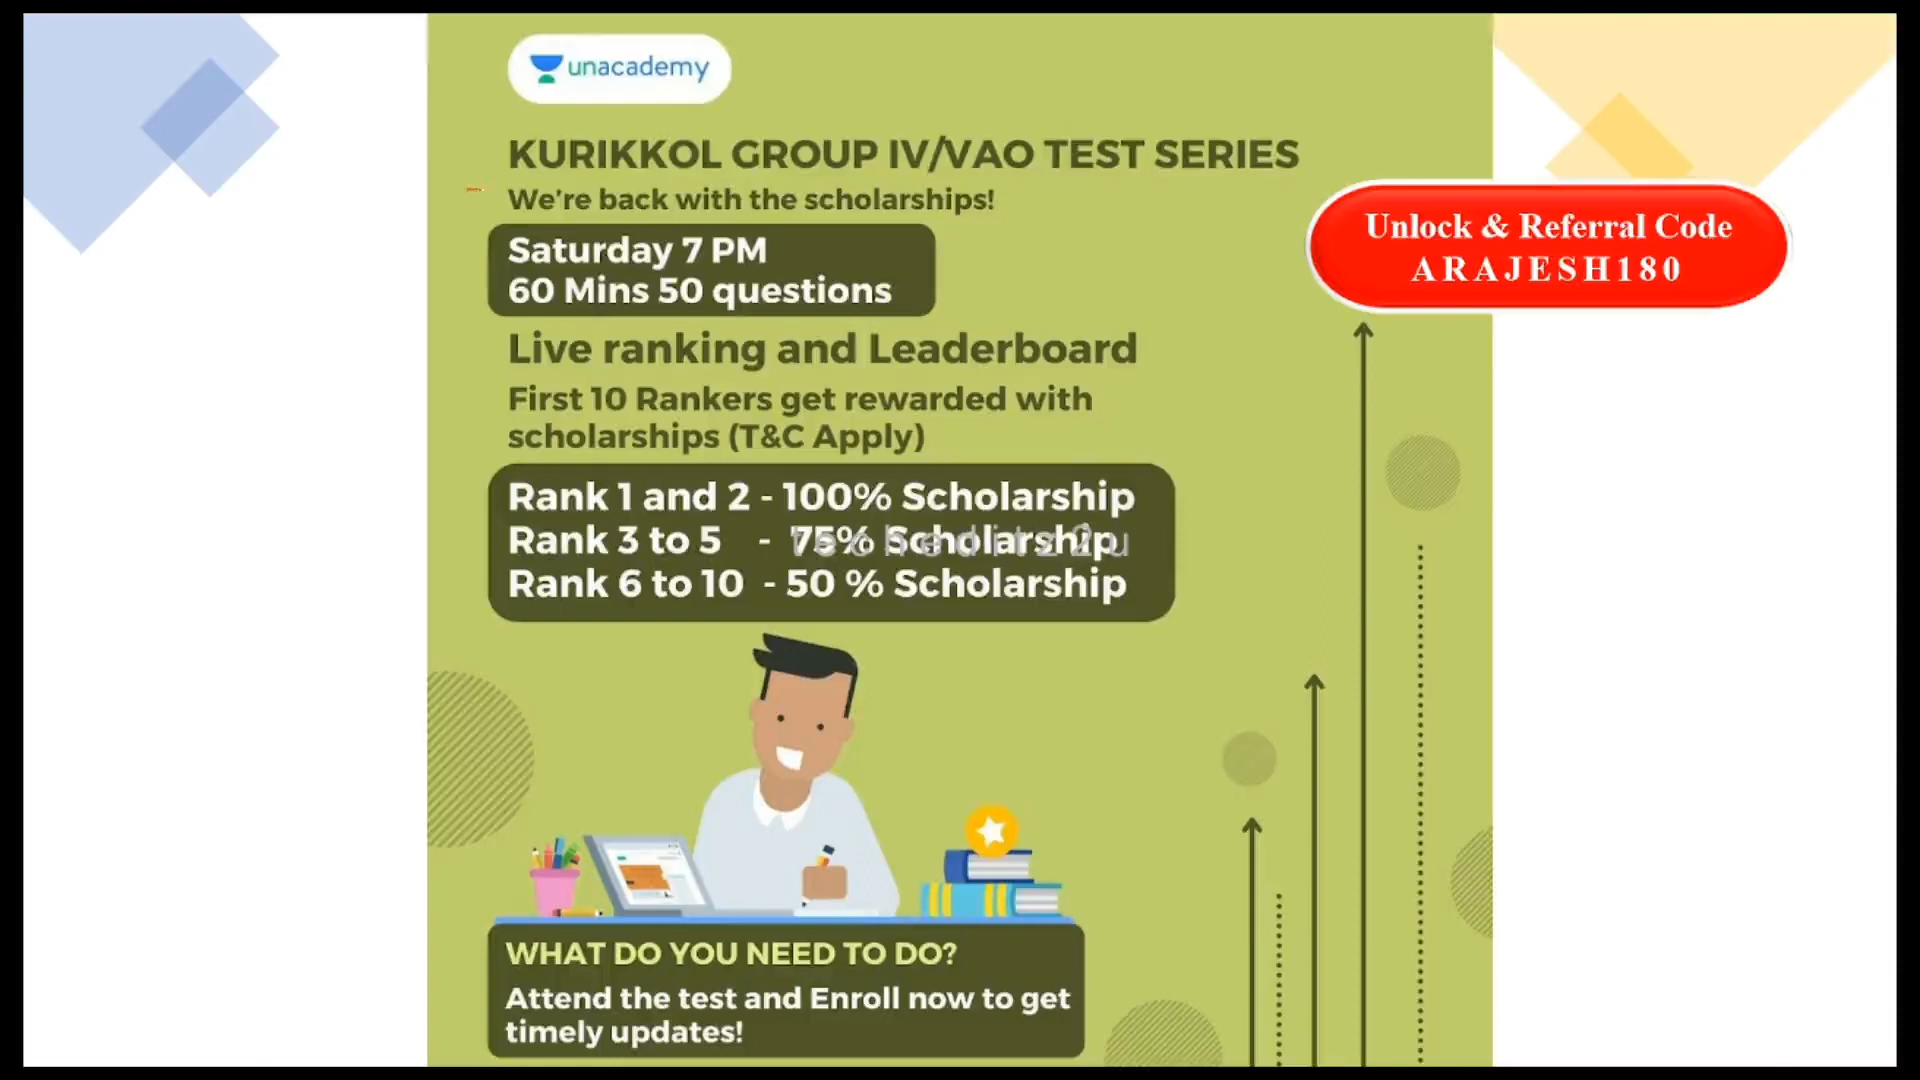 unacademy
KURIKKOL GROUP IV/VAO TEST SERIES
We're back with the scholarships!
Unlock & Referral Code
ARAJESH180
Saturday 7 PM
60 Mins 50 questions
Live ranking and Leaderboard
First 10 Rankers get rewarded with
scholarships (T&C Apply)
Rank 1 and 2 - 100% Scholarship
Rank 3 to 5 - 75% Scholarship
techeditz2u
Rank 6 to 10 - 50 % Scholarship
WHAT DO YOU NEED TO DO?
Attend the test and Enroll now to get
timely updates!